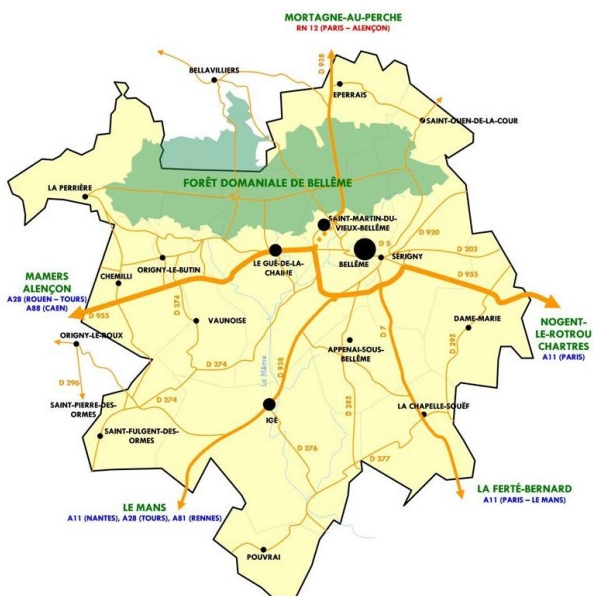 MORTAGNE-AU-PERCHE
RN 12 (PARIS – ALENÇON)
D 938
BELLAVILLIERS
EPERRAIS
SAINT-OUEN-DE-LA-COUR
FORÊT DOMANIALE DE BELLÊME
LA PERRIÈRE
SAINT-MARTIN-DU-
VIEUX-BELLÊME
D 920
D 5
D 203
SÉRIGNY
BELLÊME
LE GUÉ-DE-LA-
CHAINE
ORIGNY-LE-BUTIN
CHEMILLI
D 955
MAMERS
ALENÇON
A28 (ROUEN – TOURS)
A88 (CAEN)
D 955
D 274
VAUNOISE
D 7
DAME-MARIE
NOGENT-
LE-ROTROU
CHARTRES
A11 (PARIS)
ORIGNY-LE-ROUX
D 274
La Même
D 938
APPENAI-SOUS-
BELLÊME
D 295
D 296
SAINT-PIERRE-DES-
ORMES
D 274
D 285
LA CHAPELLE-SOUËF
IGÉ
SAINT-FULGENT-DES-
ORMES
D 276
D 277
LA FERTÉ-BERNARD
A11 (PARIS – LE MANS)
LE MANS
A11 (NANTES), A28 (TOURS), A81 (RENNES)
POUVRAI